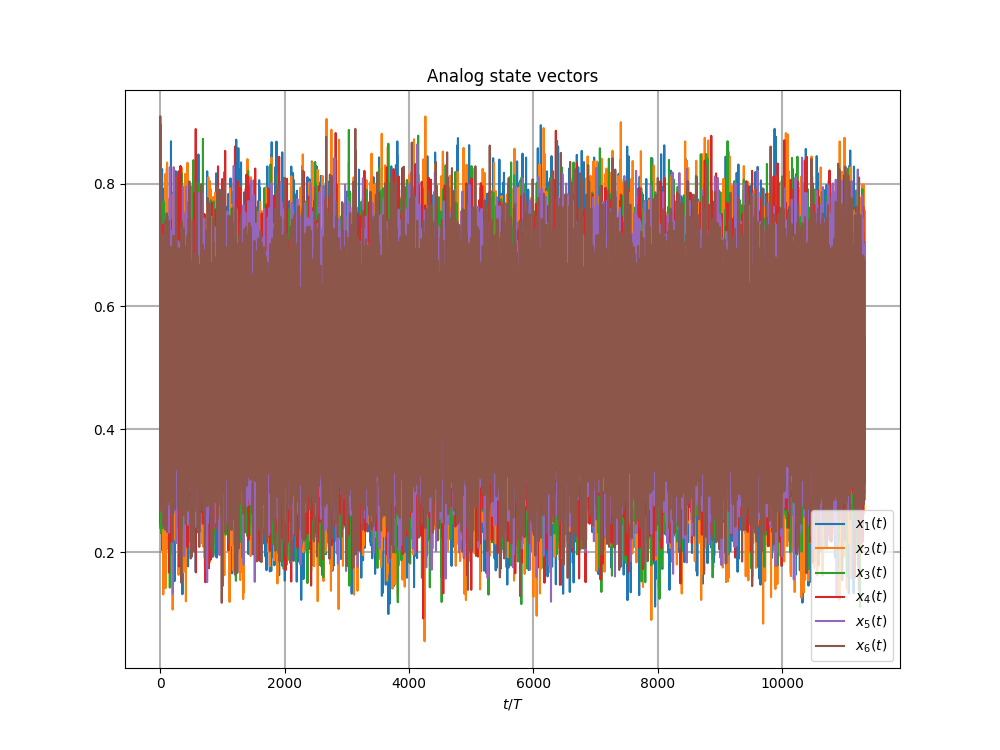 Analog state vectors
0.8
0.6
0.4
0.2
0 2000 4000 6000 8000 10000
t/T
x₁(t)
x₂(t)
x₃(t)
x₄(t)
x₅(t)
x₆(t)